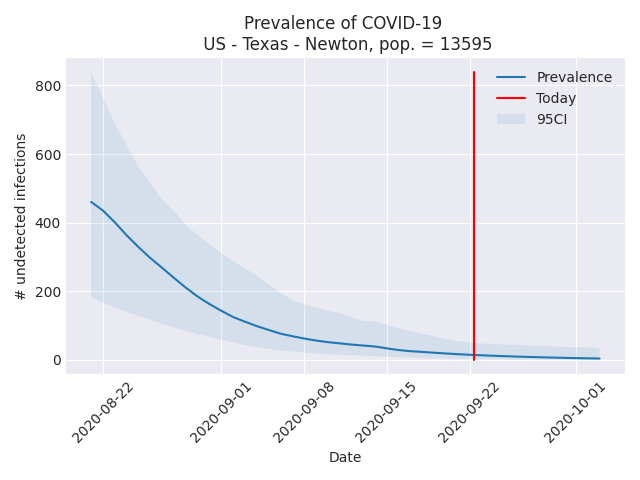 Prevalence of COVID-19
US - Texas - Newton, pop. = 13595
Prevalence
Today
95CI
# undetected infections
800
600
400
200
0
2020-08-22
2020-09-01
2020-09-08
2020-09-15
2020-09-22
2020-10-01
Date